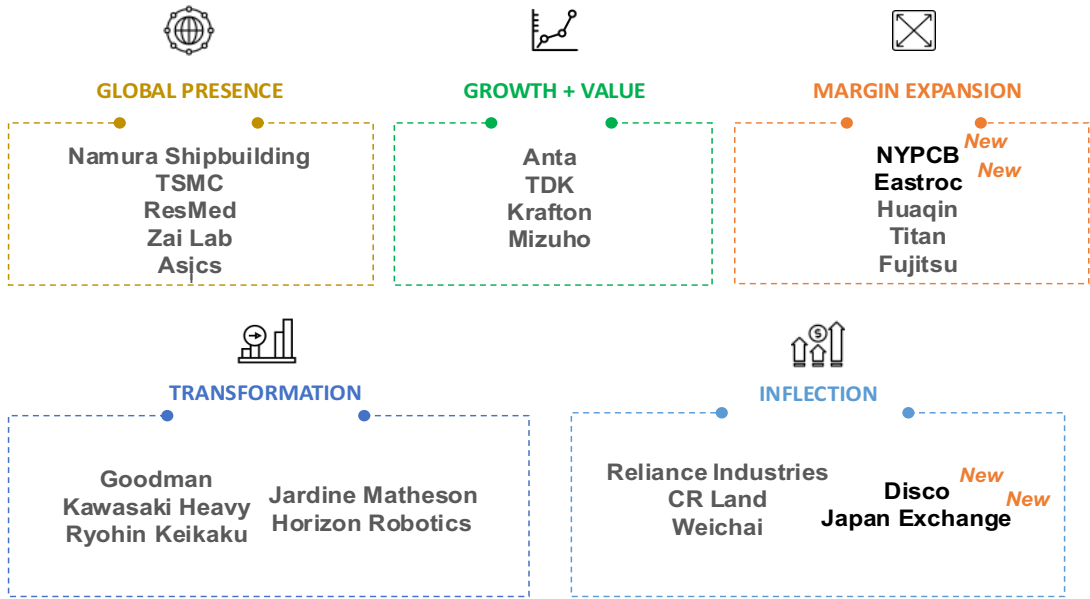 GLOBAL PRESENCE
Namura Shipbuilding
TSMC
ResMed
Zai Lab
Asics
GROWTH + VALUE
Anta
TDK
Krafton
Mizuho
MARGIN EXPANSION
NYPCB New
Eastroc New
Huaqin
Titan
Fujitsu
TRANSFORMATION
Goodman
Kawasaki Heavy
Ryohin Keikaku
Jardine Matheson
Horizon Robotics
INFLECTION
Reliance Industries
CR Land
Weichai
Disco New
Japan Exchange New